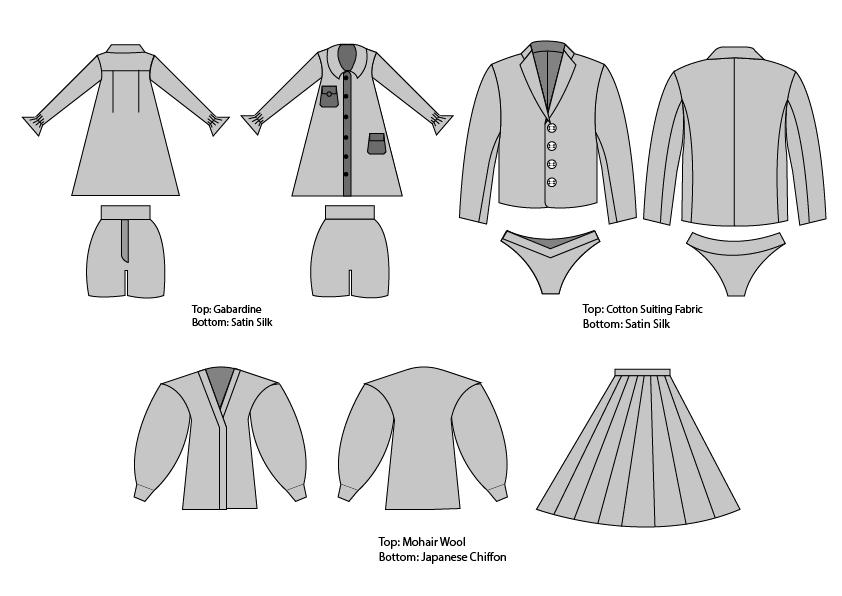 Top: Gabardine
Bottom: Satin Silk
Top: Cotton Suiting Fabric
Bottom: Satin Silk
Top: Mohair Wool
Bottom: Japanese Chiffon